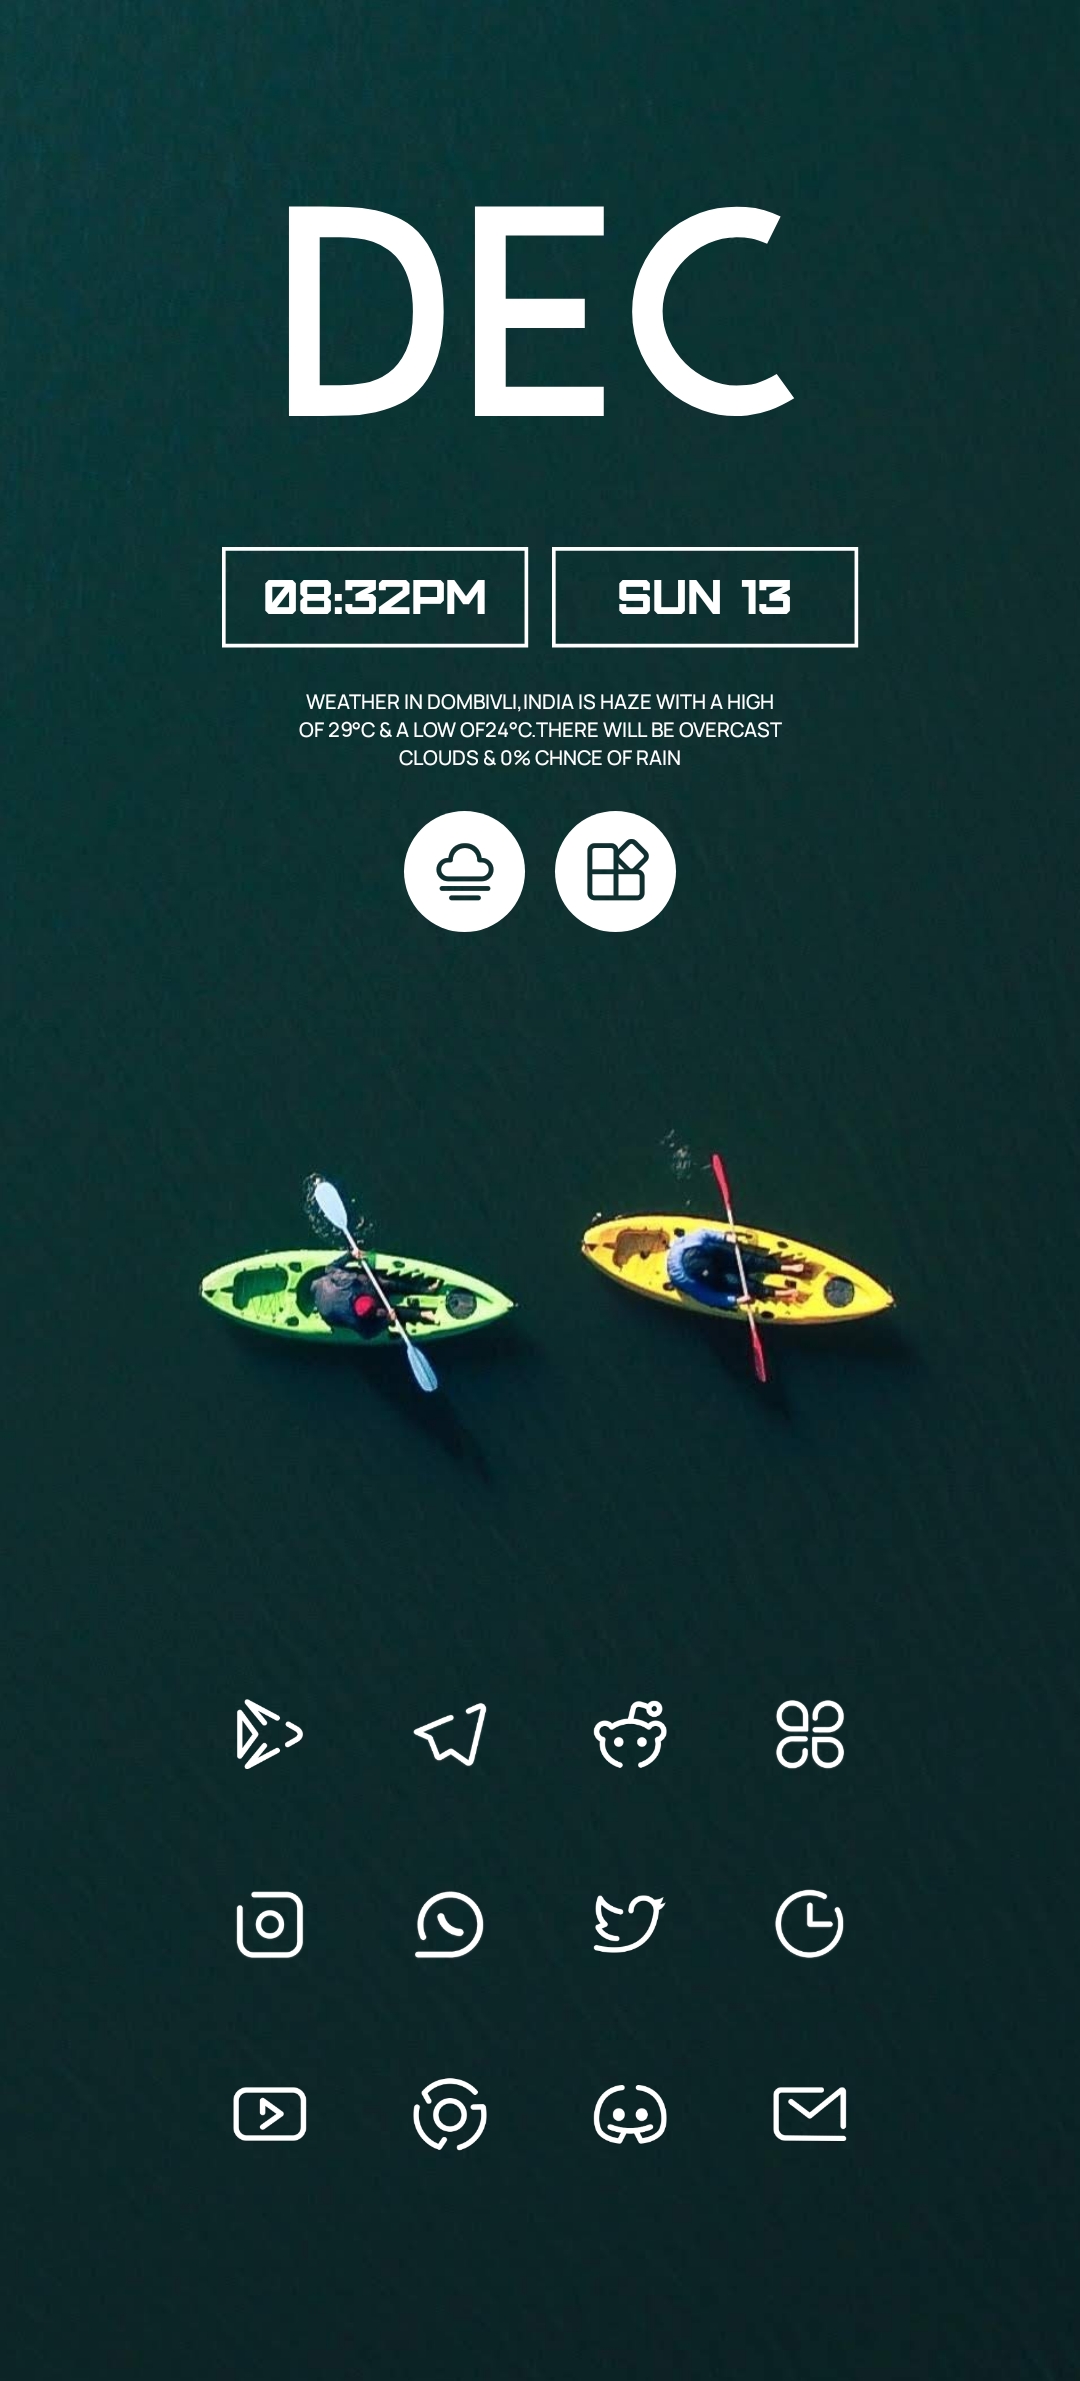 DEC
08:32PM
SUN 13
WEATHER IN DOMBIVLI,INDIA IS HAZE WITH A HIGH
OF 29°C & A LOW OF24°C.THERE WILL BE OVERCAST
CLOUDS & 0% CHNCE OF RAIN